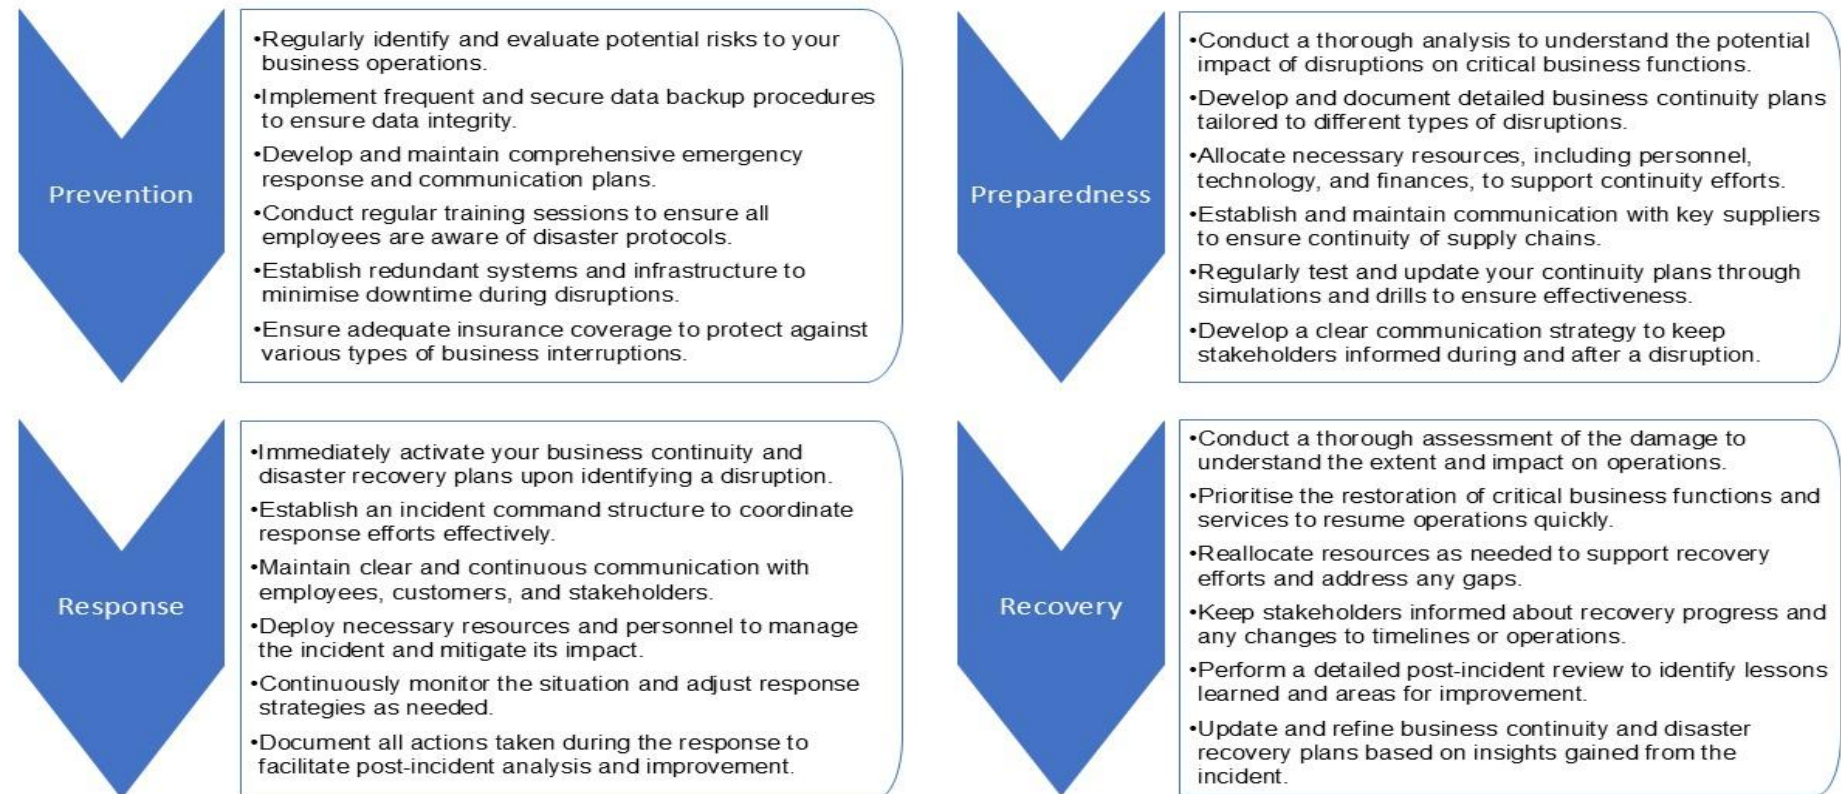 Prevention
•Regularly identify and evaluate potential risks to your
business operations.
•Implement frequent and secure data backup procedures
to ensure data integrity.
•Develop and maintain comprehensive emergency
response and communication plans.
•Conduct regular training sessions to ensure all
employees are aware of disaster protocols.
•Establish redundant systems and infrastructure to
minimise downtime during disruptions.
•Ensure adequate insurance coverage to protect against
various types of business interruptions.
Preparedness
•Conduct a thorough analysis to understand the potential
impact of disruptions on critical business functions.
•Develop and document detailed business continuity plans
tailored to different types of disruptions.
•Allocate necessary resources, including personnel,
technology, and finances, to support continuity efforts.
•Establish and maintain communication with key suppliers
to ensure continuity of supply chains.
•Regularly test and update your continuity plans through
simulations and drills to ensure effectiveness.
•Develop a clear communication strategy to keep
stakeholders informed during and after a disruption.
Response
•Immediately activate your business continuity and
disaster recovery plans upon identifying a disruption.
•Establish an incident command structure to coordinate
response efforts effectively.
•Maintain clear and continuous communication with
employees, customers, and stakeholders.
•Deploy necessary resources and personnel to manage
the incident and mitigate its impact.
•Continuously monitor the situation and adjust response
strategies as needed.
•Document all actions taken during the response to
facilitate post-incident analysis and improvement.
Recovery
•Conduct a thorough assessment of the damage to
understand the extent and impact on operations.
•Prioritise the restoration of critical business functions and
services to resume operations quickly.
•Reallocate resources as needed to support recovery
efforts and address any gaps.
•Keep stakeholders informed about recovery progress and
any changes to timelines or operations.
•Perform a detailed post-incident review to identify lessons
learned and areas for improvement.
•Update and refine business continuity and disaster
recovery plans based on insights gained from the
incident.